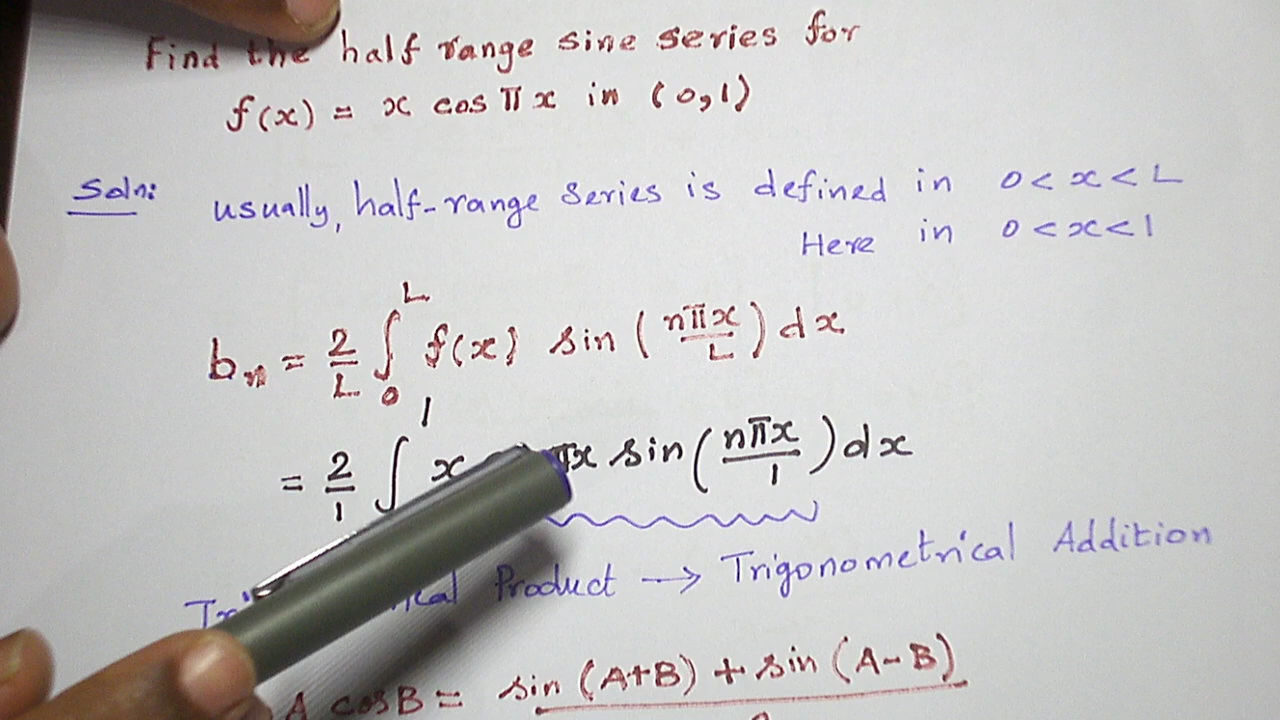 Find the half range sine series for
f(x) = x cos πx in (0,1)
Soln: usually, half-range series is defined in 0 < x < L
Here in 0 < x < 1
bₙ = 2/L ∫₀ᴸ f(x) sin (nπx/L) dx
= 2/1 ∫¹ x πx sin (nπx/1) dx
Product → Trigonometrical Addition
A cos B = sin (A+B) + sin (A-B)